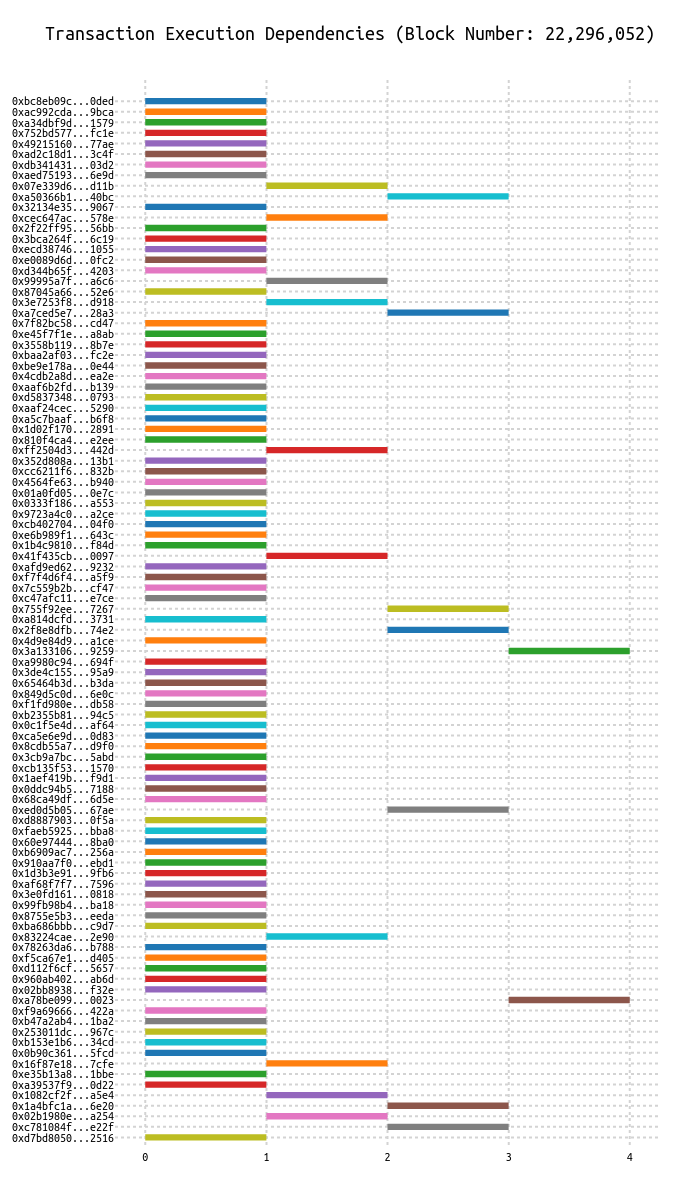 Transaction Execution Dependencies (Block Number: 22,296,052)
0xbc8eb09c...0ded
0xac992cda...9bca
0xa34dbf9d...1579
0x752bd577...fc1e
0x49215160...77ae
0xad2c18d1...3c4f
0xdb341431...03d2
0xaed75193...6e9d
0x07e339d6...d11b
0xa50366b1...40bc
0x32134e35...9067
0xcec647ac...578e
0x2f22ff95...56bb
0x3bca264f...6c19
0xecd38746...1055
0xe0089d6d...0fc2
0xd344b65f...4203
0x99995a7f...a6c6
0x87045a66...52e6
0x3e7253f8...d918
0xa7ced5e7...28a3
0x7f82bc58...cd47
0xe45f7f1e...a8ab
0x3558b119...8b7e
0xbaa2af03...fc2e
0xbe9e178a...0e44
0x4cdb2a8d...ea2e
0xaaf6b2fd...b139
0xd5837348...0793
0xaaf24cec...5290
0xa5c7baaf...b6f8
0x1d02f170...2891
0x810f4ca4...e2ee
0xff2504d3...442d
0x352d808a...13b1
0xcc6211f6...832b
0x4564fe63...b940
0x01a0fd05...0e7c
0x0333f186...a553
0x9723a4c0...a2ce
0xcb402704...04f0
0xe6b989f1...643c
0x1b4c9810...f84d
0x41f435cb...0097
0xafd9ed62...9232
0xf7f4d6f4...a5f9
0x7c559b2b...cf47
0xc47afc11...e7ce
0x755f92ee...7267
0xa814dcfd...3731
0x2f8e8dfb...74e2
0x4d9e84d9...a1ce
0x3a133106...9259
0xa9980c94...694f
0x3de4c155...95a9
0x65464b3d...b3da
0x849d5c0d...6e0c
0xf1fd980e...db58
0xb2355b81...94c5
0x0c1f5e4d...af64
0xca5e6e9d...0d83
0x8cdb55a7...d9f0
0x3cb9a7bc...5abd
0xcb135f53...1570
0x1aef419b...f9d1
0x0ddc94b5...7188
0x68ca49df...6d5e
0xed0d5b05...67ae
0xd8887903...0f5a
0xfaeb5925...bba8
0x60e97444...8ba0
0xb6909ac7...256a
0x910aa7f0...ebd1
0x1d3b3e91...9fb6
0xaf68f7f7...7596
0x3e0fd161...0818
0x99fb98b4...ba18
0x8755e5b3...eeda
0xba686bbb...c9d7
0x83224cae...2e90
0x78263da6...b788
0xf5ca67e1...d405
0xd112f6cf...5657
0x960ab402...ab6d
0x02bb8938...f32e
0xa78be099...0023
0xf9a69666...422a
0xb47a2ab4...1ba2
0x253011dc...967c
0xb153e1b6...34cd
0x0b90c361...5fcd
0x16f87e18...7cfe
0xe35b13a8...1bbe
0xa39537f9...0d22
0x1082cf2f...a5e4
0x1a4bfc1a...6e20
0x02b1980e...a254
0xc781084f...e22f
0xd7bd8050...2516
0 1 2 3 4